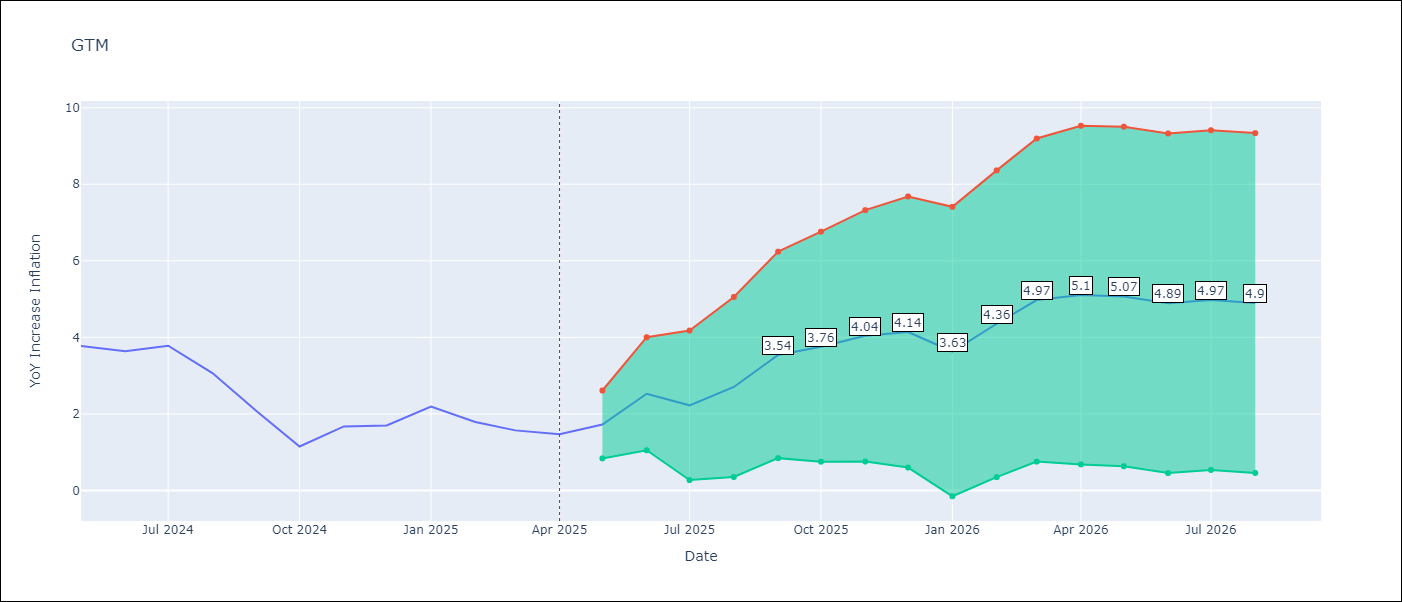 GTM
10
8
6
4
2
0
YoY Increase Inflation
3.54
3.76
4.04
4.14
3.63
4.36
4.97
5.1
5.07
4.89
4.97
4.9
Jul 2024
Oct 2024
Jan 2025
Apr 2025
Jul 2025
Oct 2025
Jan 2026
Apr 2026
Jul 2026
Date